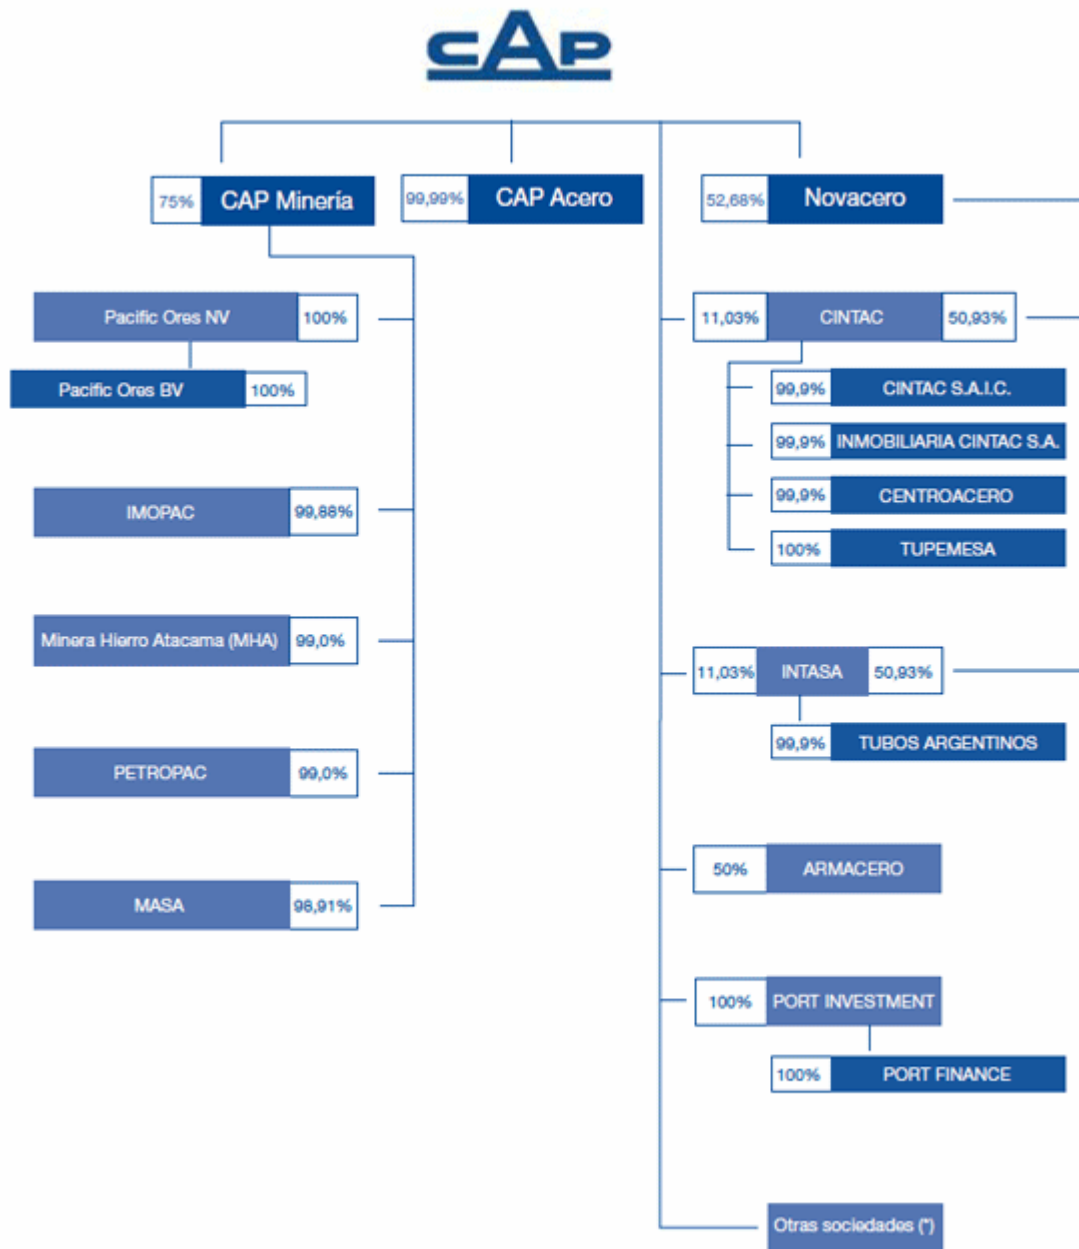 CAP
75% CAP Minería
99,99% CAP Acero
52,68% Novacero
Pacific Ores NV 100%
Pacific Ores BV 100%
IMOPAC 99,88%
Minera Hierro Atacama (MHA) 99,0%
PETROPAC 99,0%
MASA 98,91%
11,03% CINTAC 50,93%
99,9% CINTAC S.A.I.C.
99,9% INMOBILIARIA CINTAC S.A.
99,9% CENTROACERO
100% TUPEMESA
11,03% INTASA 50,93%
99,9% TUBOS ARGENTINOS
50% ARMACERO
100% PORT INVESTMENT
100% PORT FINANCE
Otras sociedades (*)